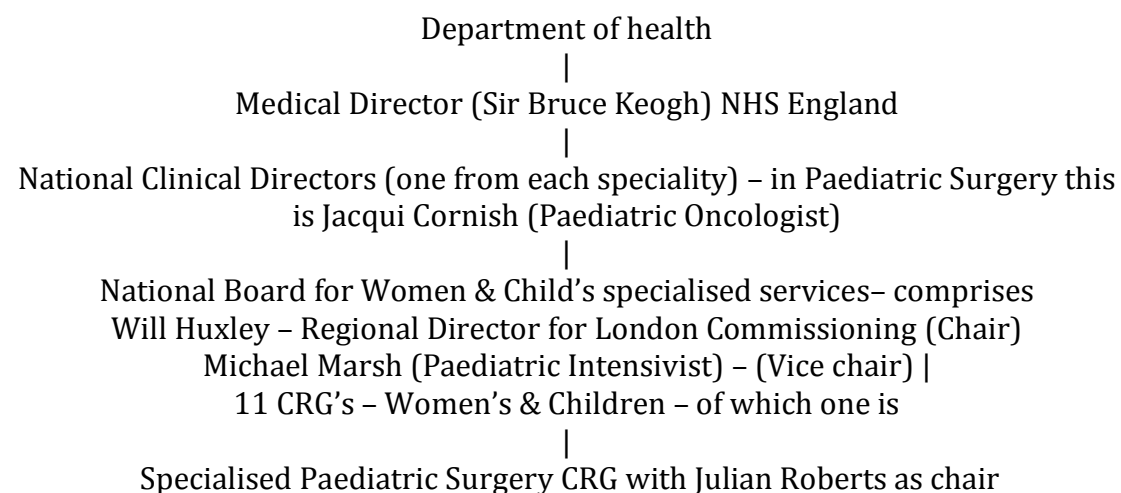 Department of health
|
Medical Director (Sir Bruce Keogh) NHS England
|
National Clinical Directors (one from each speciality) – in Paediatric Surgery this
is Jacqui Cornish (Paediatric Oncologist)
|
National Board for Women & Child’s specialised services– comprises
Will Huxley – Regional Director for London Commissioning (Chair)
Michael Marsh (Paediatric Intensivist) – (Vice chair) |
11 CRG’s – Women’s & Children – of which one is
|
Specialised Paediatric Surgery CRG with Julian Roberts as chair